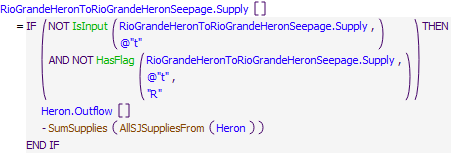 RioGrandeHeronToRioGrandeHeronSeepage.Supply []
= IF ( NOT IsInput ( RioGrandeHeronToRioGrandeHeronSeepage.Supply ,
@"t" ) THEN
AND NOT HasFlag ( RioGrandeHeronToRioGrandeHeronSeepage.Supply ,
@"t" ,
"R" ) )
Heron.Outflow []
- SumSupplies ( AllSJSuppliesFrom ( Heron ) )
END IF